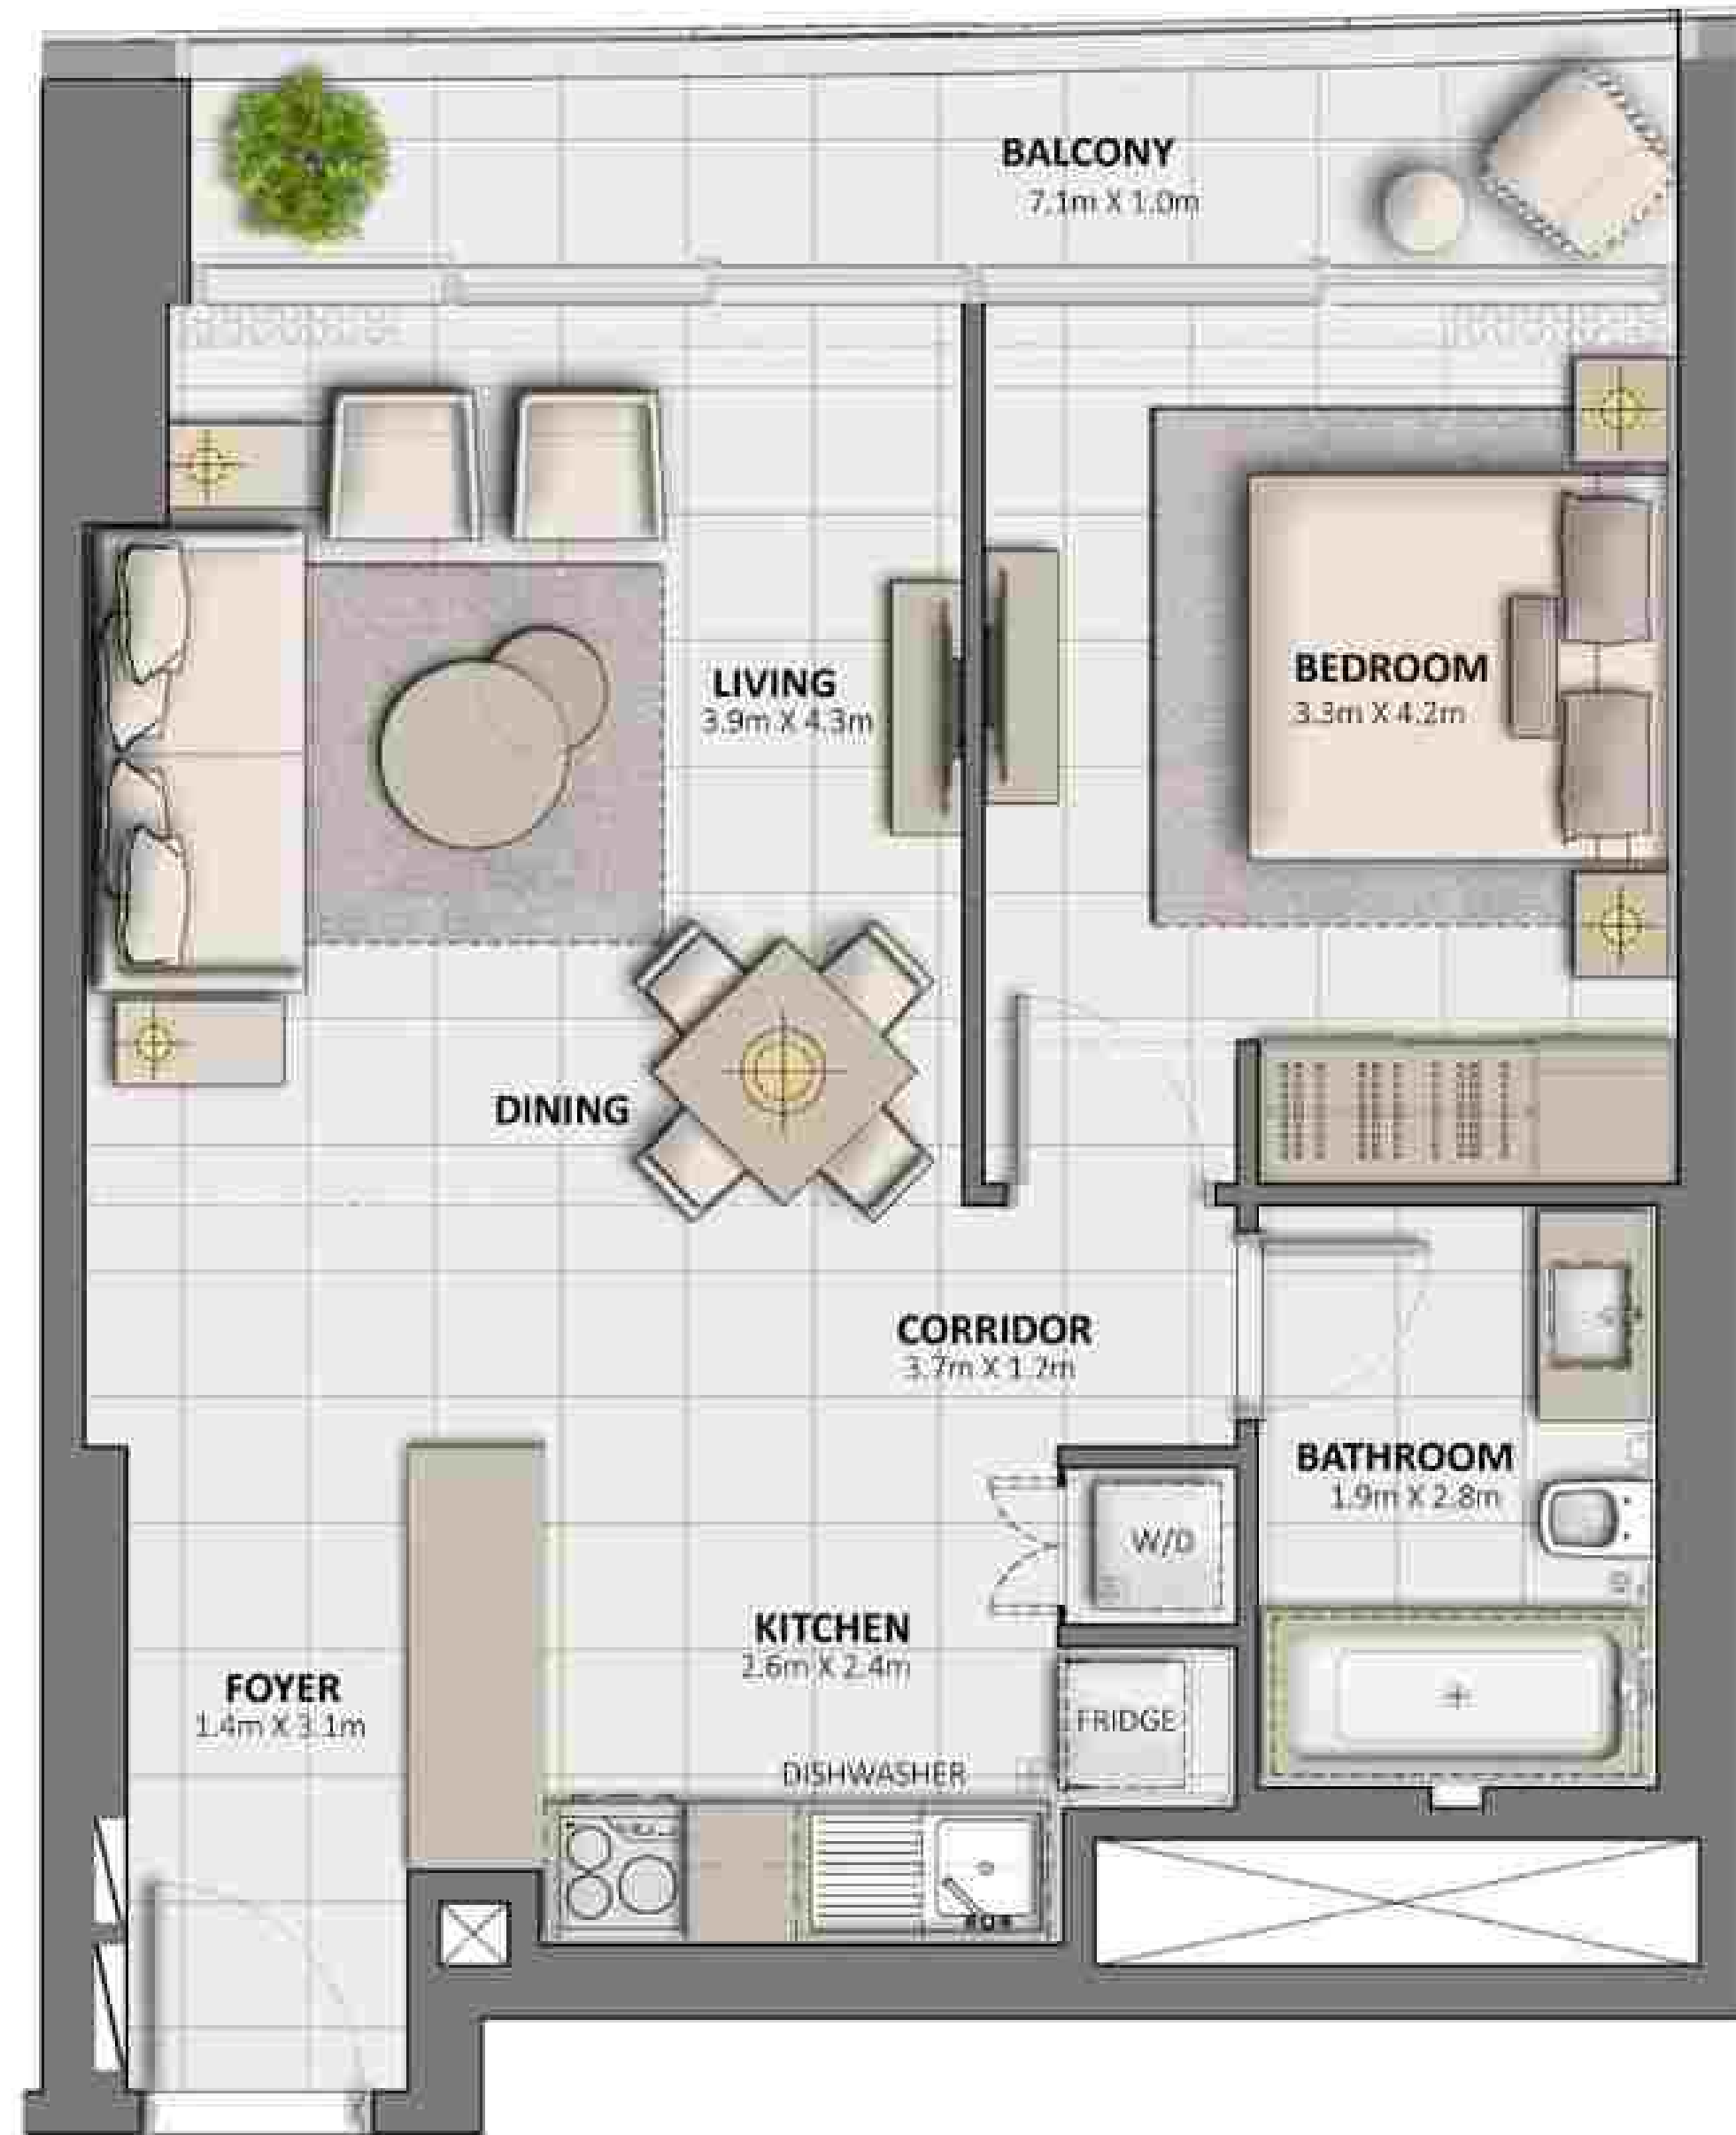 BALCONY
7.1m X 1.0m
LIVING
3.9m X 4.3m
BEDROOM
3.3m X 4.2m
DINING
CORRIDOR
3.7m X 1.2m
BATHROOM
1.9m X 2.8m
W/D
KITCHEN
2.6m X 2.4m
FOYER
1.4m X 3.1m
FRIDGE
DISHWASHER